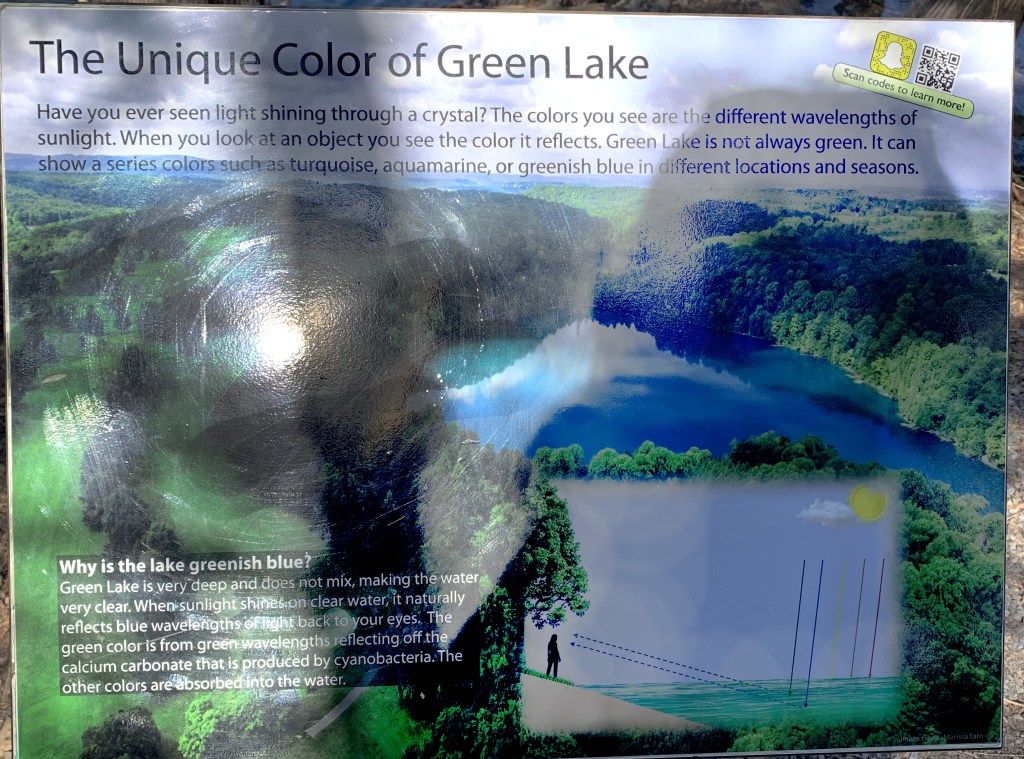 The Unique Color of Green Lake
Scan codes to learn more!
Have you ever seen light shining through a crystal? The colors you see are the different wavelengths of
sunlight. When you look at an object you see the color it reflects. Green Lake is not always green. It can
show a series colors such as turquoise, aquamarine, or greenish blue in different locations and seasons.
Why is the lake greenish blue?
Green Lake is very deep and does not mix, making the water
very clear. When sunlight shines on clear water, it naturally
reflects blue wavelengths of light back to your eyes. The
green color is from green wavelengths reflecting off the
calcium carbonate that is produced by cyanobacteria. The
other colors are absorbed into the water.